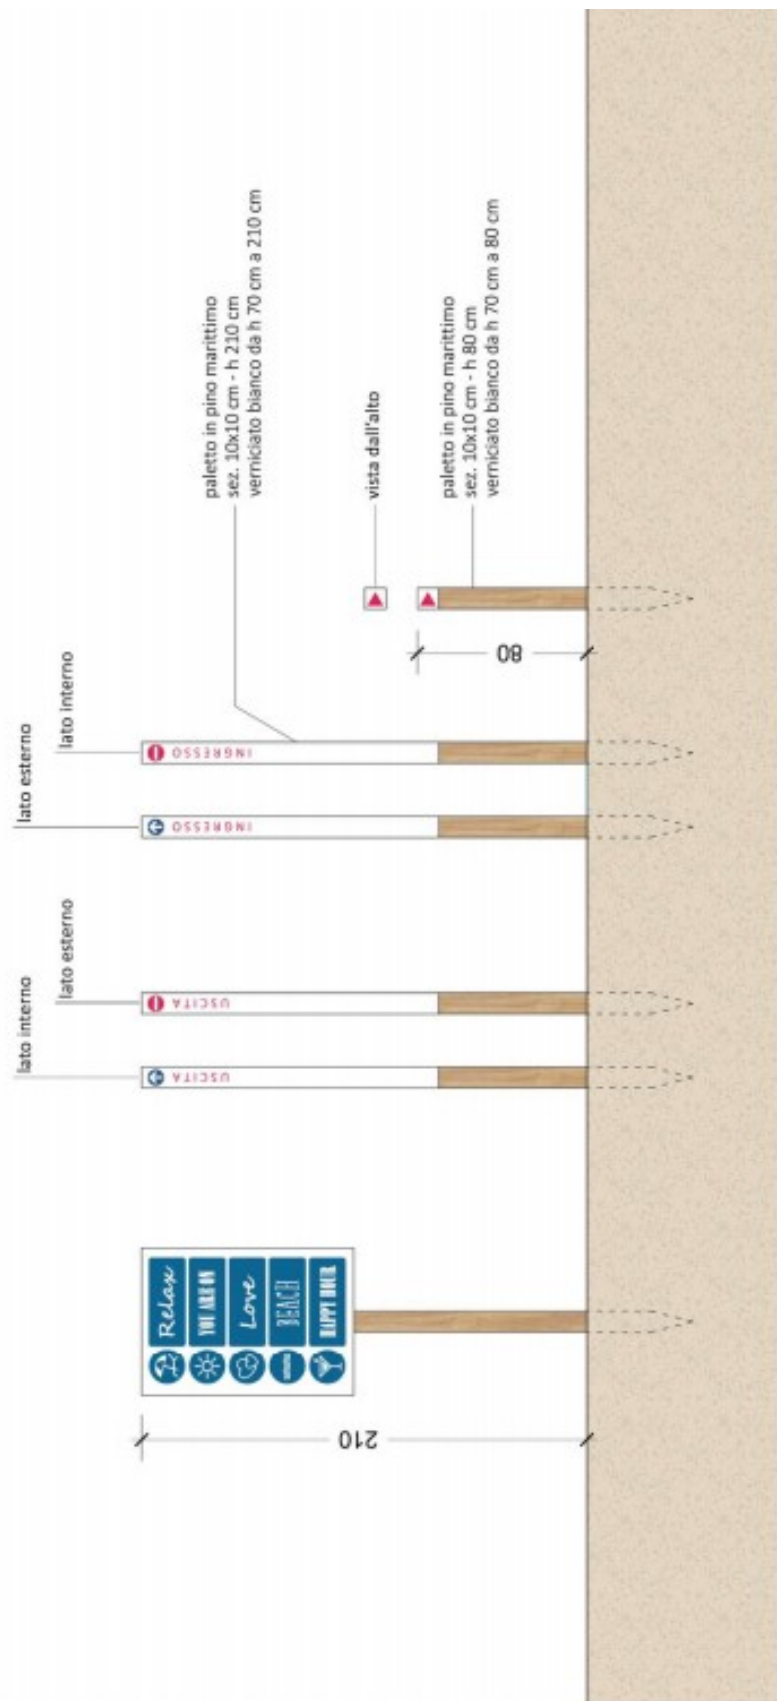 lato interno
lato esterno
lato esterno
lato interno
paletto in pino marittimo
sez. 10x10 cm - h 210 cm
verniciato bianco da h 70 cm a 210 cm
vista dall'alto
paletto in pino marittimo
sez. 10x10 cm - h 80 cm
verniciato bianco da h 70 cm a 80 cm
Relax
YOU ARE ON
Love
BEACH
HAPPY HOUR
USCITA
USCITA
INGRESSO
INGRESSO
210
80